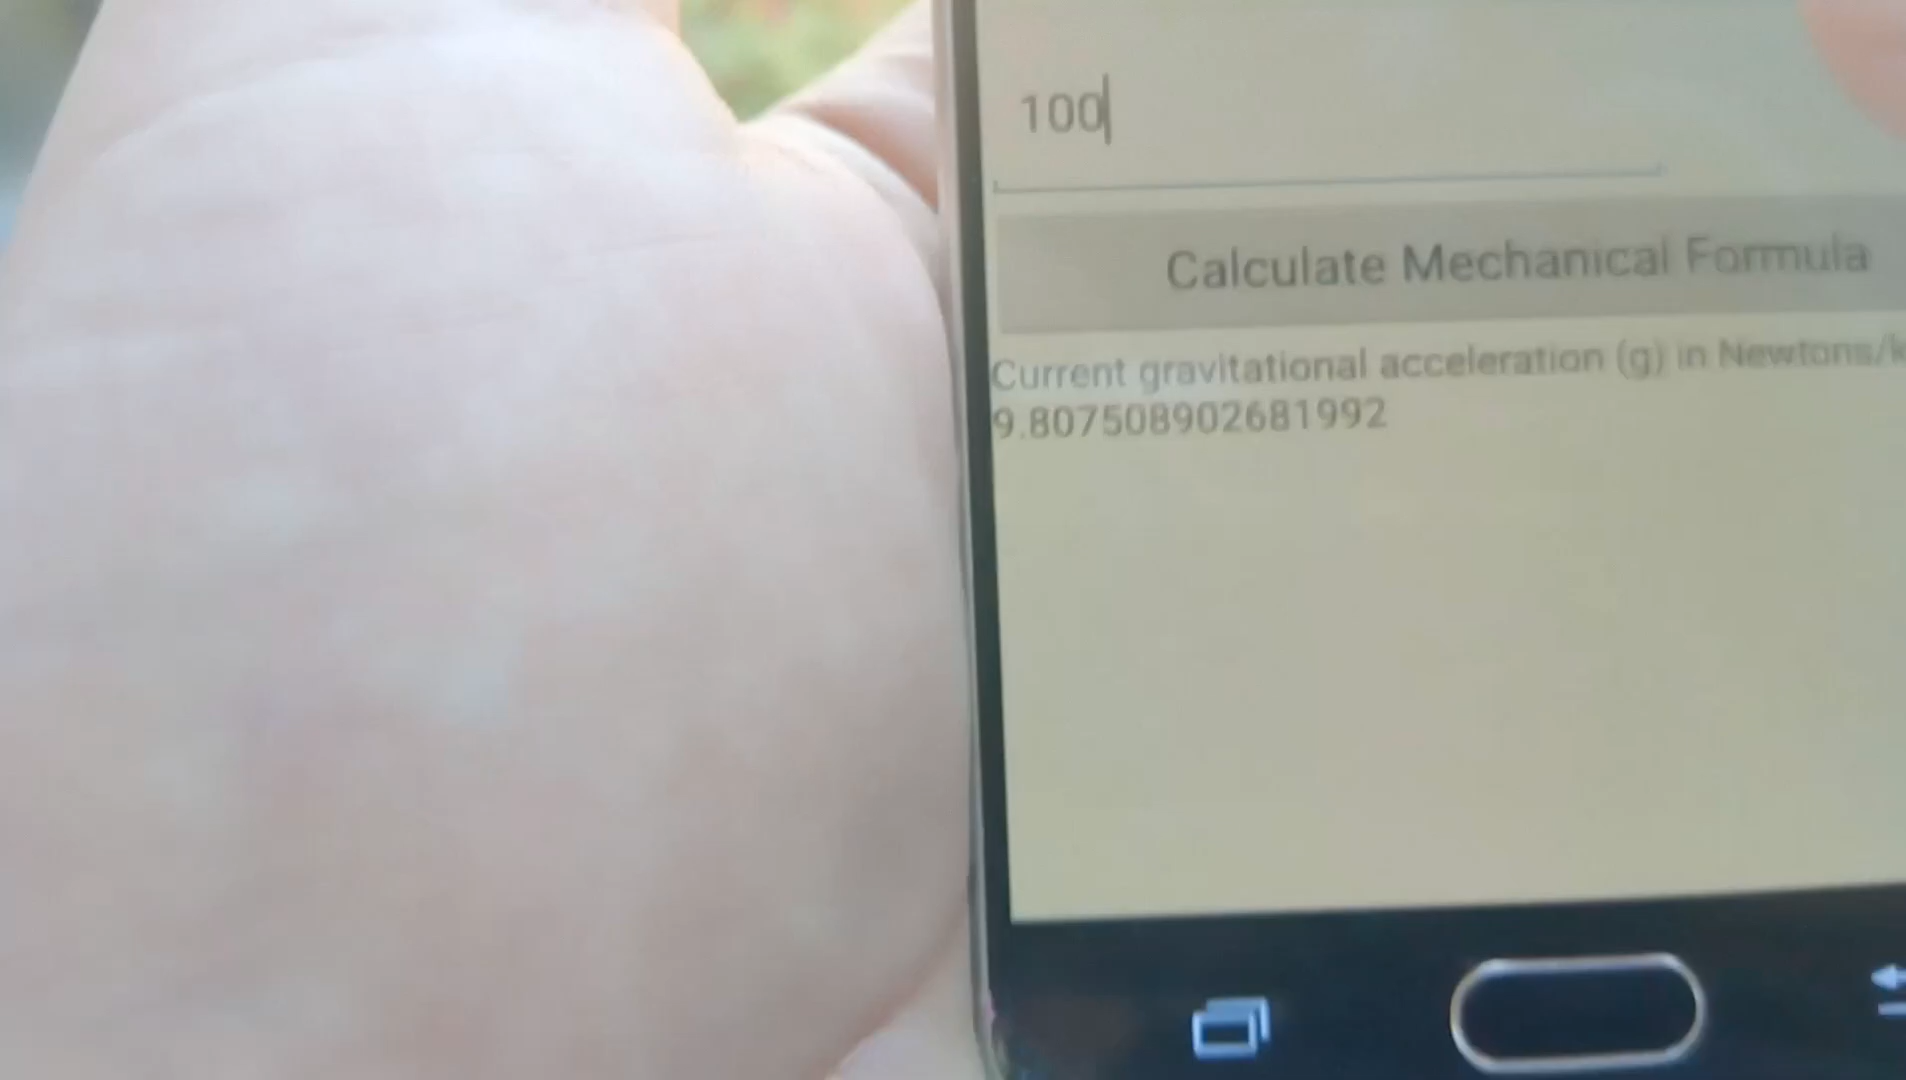 100
Calculate Mechanical Formula
Current gravitational acceleration (g) in Newtons/k
9.807508902681992